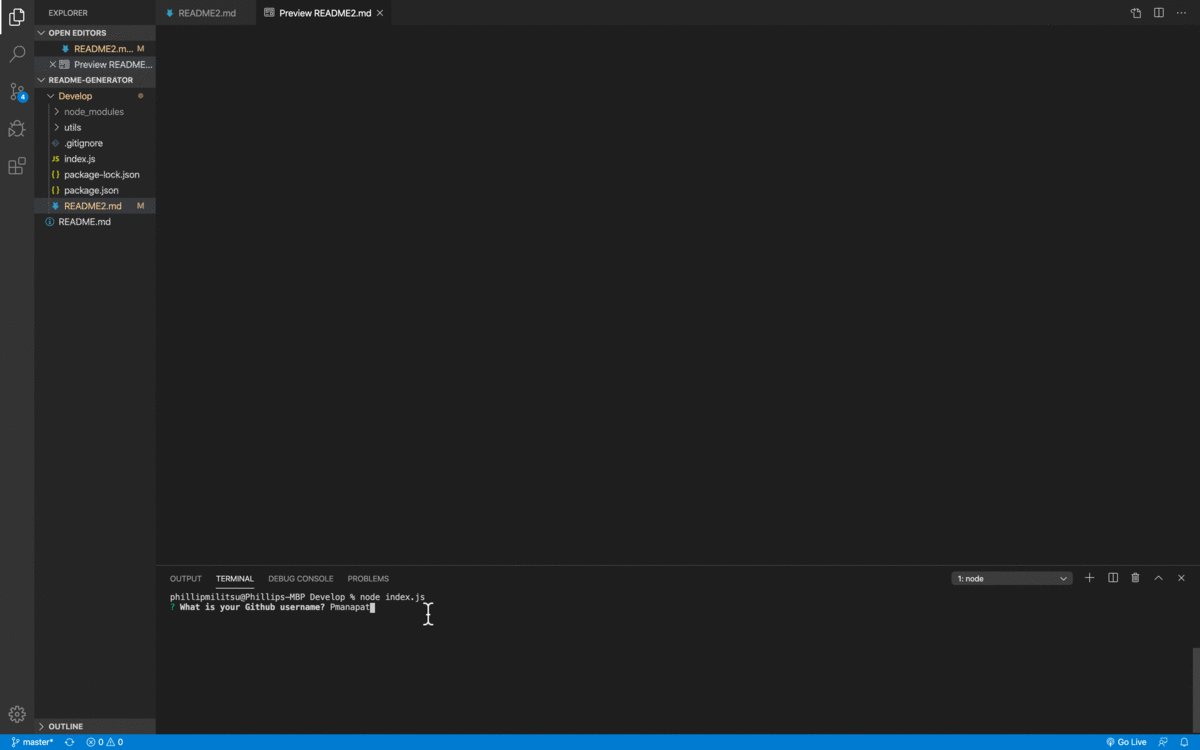 EXPLORER
OPEN EDITORS
README2.m... M
Preview README...
README-GENERATOR
Develop
node_modules
utils
.gitignore
JS index.js
{} package-lock.json
{} package.json
README2.md M
README.md
OUTLINE
4
README2.md
Preview README2.md
OUTPUT TERMINAL DEBUG CONSOLE PROBLEMS
1: node
phillipmilitsu@Phillips-MBP Develop % node index.js
? What is your Github username? Pmanapat
master* 0 0
Go Live